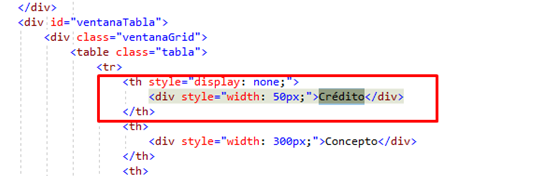 </div>
<div id="ventanaTabla">
<div class="ventanaGrid">
<table class="tabla">
<tr>
<th style="display: none;">
<div style="width: 50px;">Crédito</div>
</th>
<th>
<div style="width: 300px;">Concepto</div>
</th>
<th>